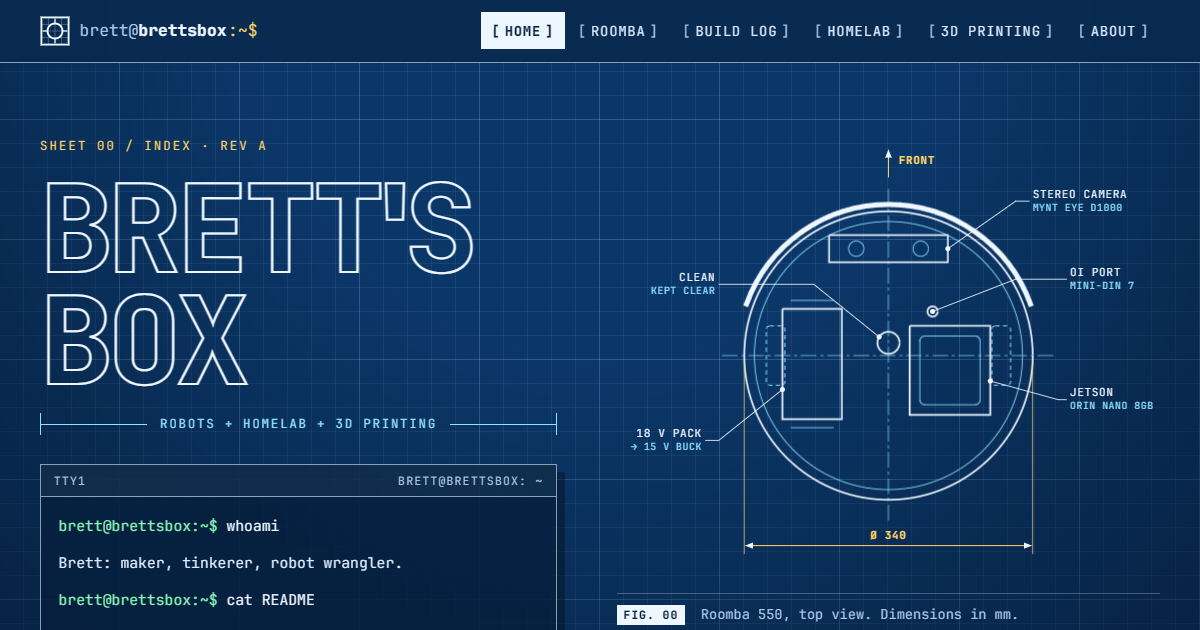 brett@brettsbox:~$
[ HOME ] [ ROOMBA ] [ BUILD LOG ] [ HOMELAB ] [ 3D PRINTING ] [ ABOUT ]
SHEET 00 / INDEX · REV A
BRETT'S
BOX
ROBOTS + HOMELAB + 3D PRINTING
TTY1 BRETT@BRETTSBOX: ~
brett@brettsbox:~$ whoami
Brett: maker, tinkerer, robot wrangler.
brett@brettsbox:~$ cat README
FRONT
STEREO CAMERA
MYNT EYE D1000
CLEAN
KEPT CLEAR
OI PORT
MINI-DIN 7
JETSON
ORIN NANO 8GB
18 V PACK
→ 15 V BUCK
Ø 340
FIG. 00 Roomba 550, top view. Dimensions in mm.